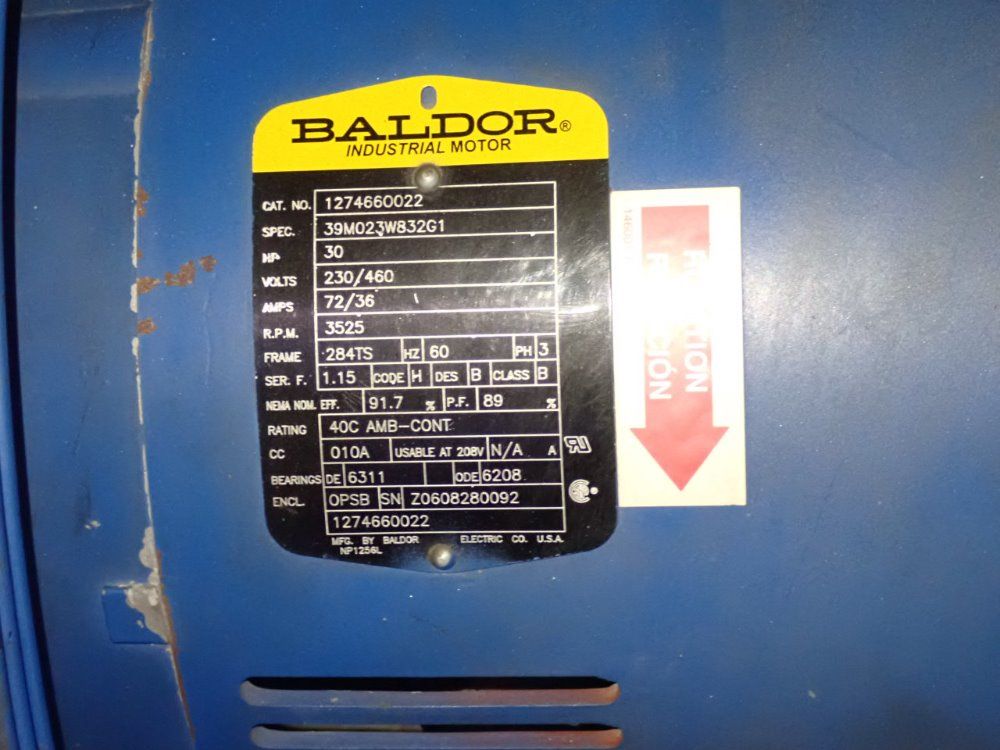 BALDOR®
INDUSTRIAL MOTOR
CAT. NO. 1274660022
SPEC. 39M023W832G1
HP 30
VOLTS 230/460
AMPS 72/36
R.P.M. 3525
FRAME 284TS HZ 60 PH 3
SER. F. 1.15 CODE H DES B CLASS B
NEMA NOM. EFF. 91.7 % P.F. 89 %
RATING 40C AMB-CONT
CC 010A USABLE AT 208V N/A A
BEARINGS DE 6311 ODE 6208
ENCL. OPSB SN Z0608280092
1274660022
MFG. BY BALDOR ELECTRIC CO. U.S.A.
NP1256L